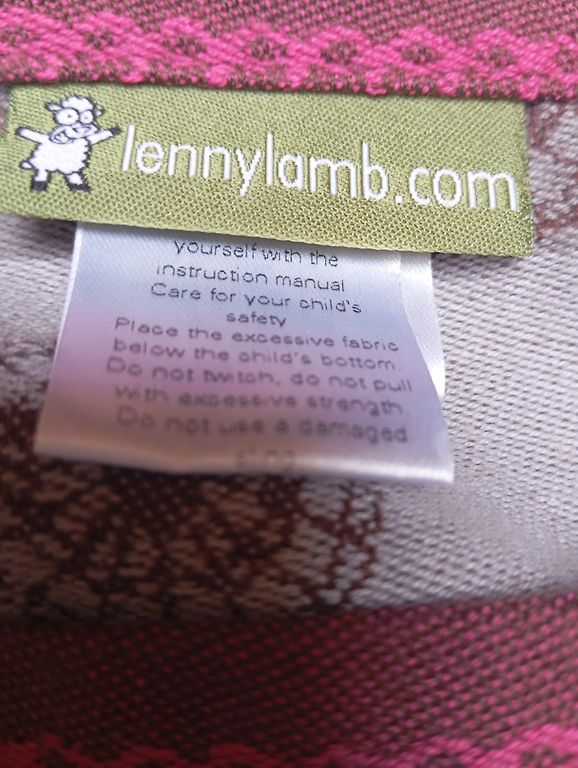 lennylamb.com
yourself with the
instruction manual
Care for your child's
safety
Place the excessive fabric
below the child's bottom.
Do not twitch, do not pull
with excessive strength
Do not use a damaged